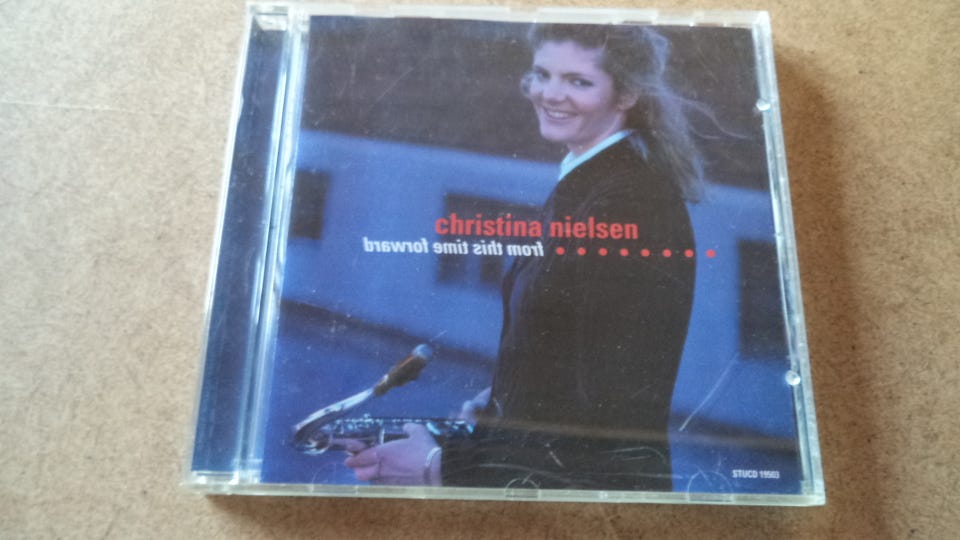 christina nielsen
from this time forward
STUCD 19503